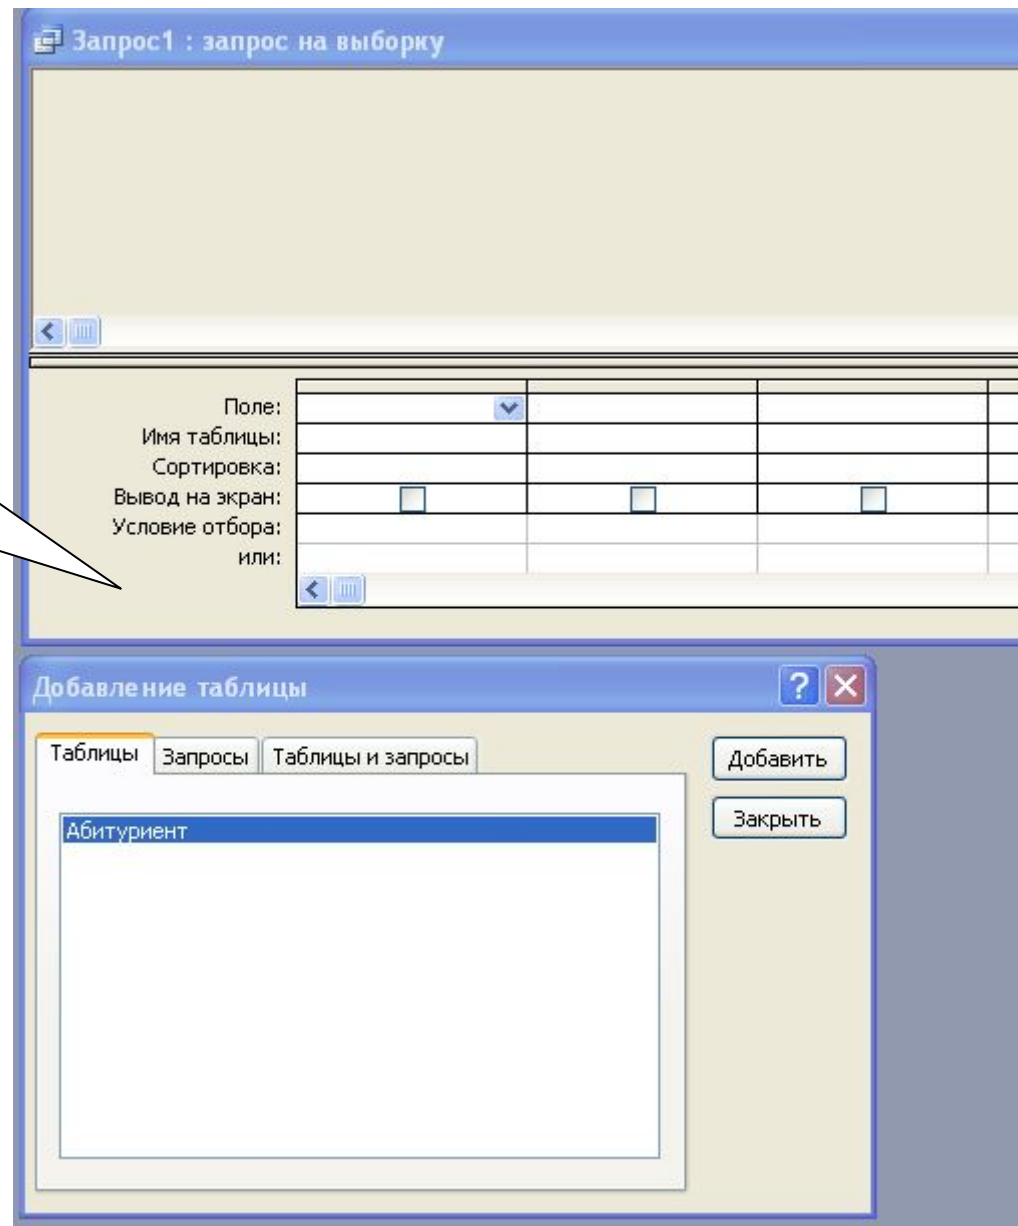 Запрос1 : запрос на выборку
Поле:
Имя таблицы:
Сортировка:
Вывод на экран:
Условие отбора:
или:
Добавление таблицы
Таблицы Запросы Таблицы и запросы
Добавить
Закрыть
Абитуриент